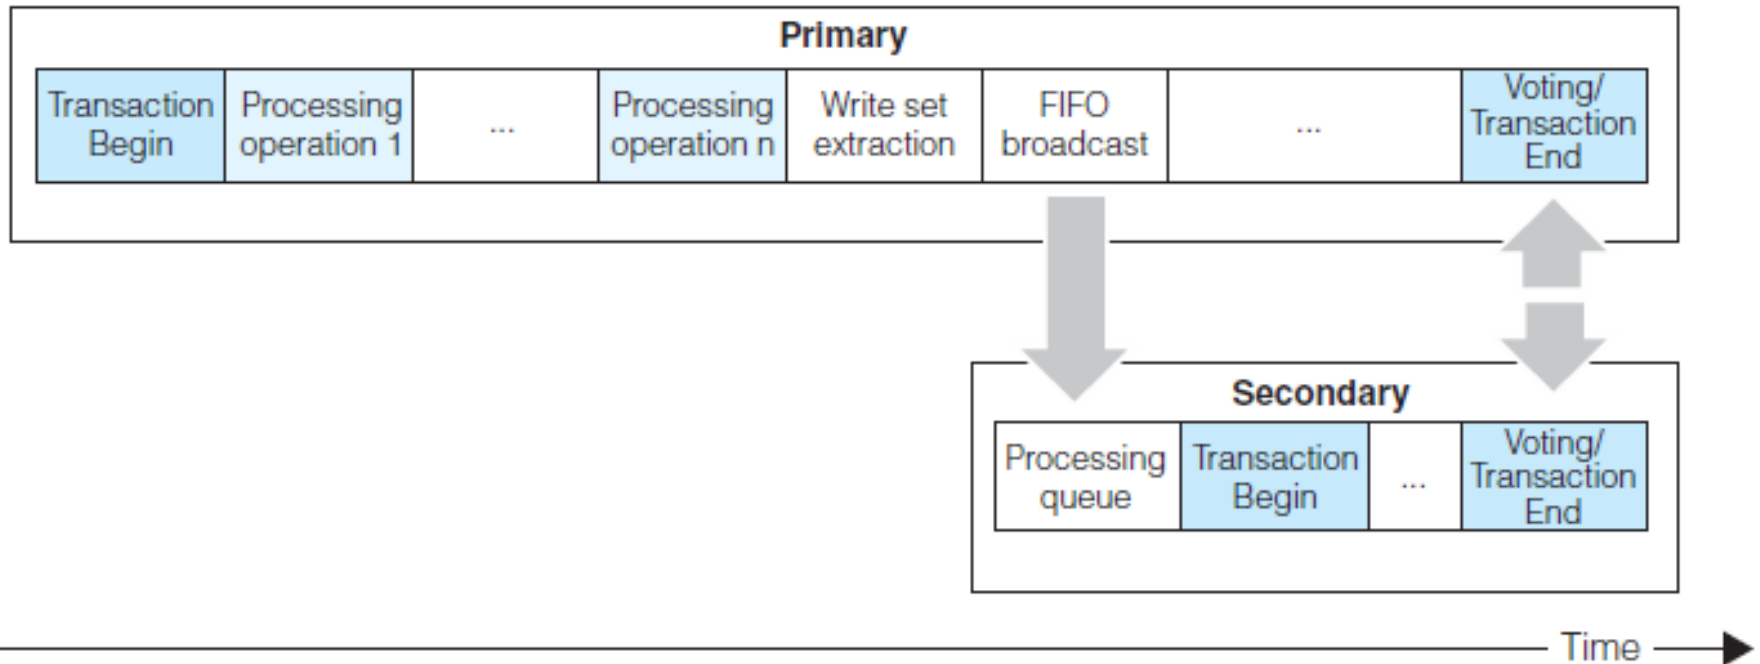 Primary
Transaction
Begin
Processing
operation 1
...
Processing
operation n
Write set
extraction
FIFO
broadcast
...
Voting/
Transaction
End
Secondary
Processing
queue
Transaction
Begin
...
Voting/
Transaction
End
Time